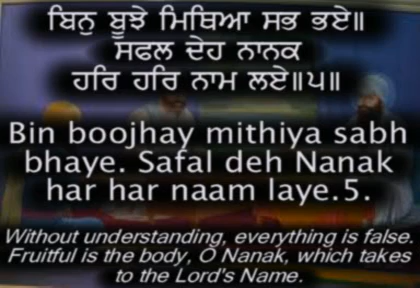 ਬਿਨੁ ਬੂਝੇ ਮਿਥਿਆ ਸਭ ਭਏ॥
ਸਫਲ ਦੇਹ ਨਾਨਕ
ਹਰਿ ਹਰਿ ਨਾਮ ਲਏ॥੫॥
Bin boojhay mithiya sabh
bhaye. Safal deh Nanak
har har naam laye.5.
Without understanding, everything is false.
Fruitful is the body, O Nanak, which takes
to the Lord's Name.